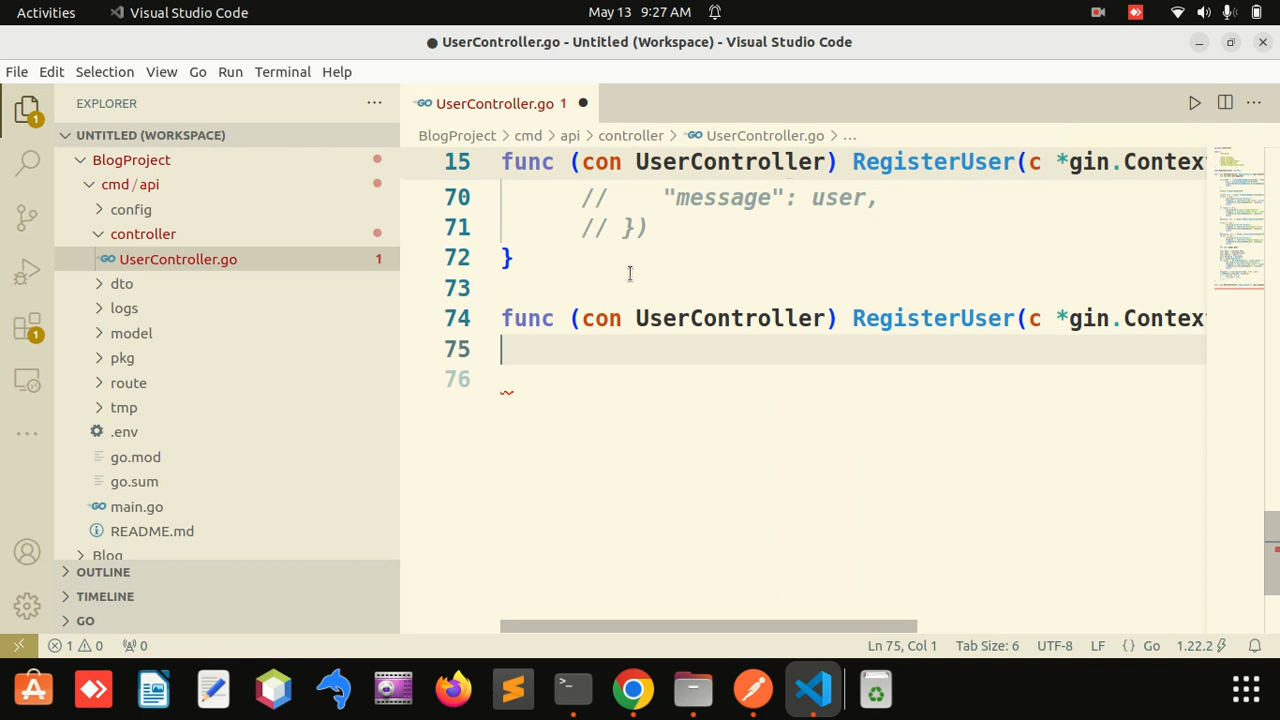 Activities Visual Studio Code May 13 9:27 AM
UserController.go - Untitled (Workspace) - Visual Studio Code
File Edit Selection View Go Run Terminal Help
EXPLORER
UserController.go 1
UNTITLED (WORKSPACE)
BlogProject > cmd > api > controller > UserController.go > ...
BlogProject
cmd / api
config
controller
UserController.go 1
dto
logs
model
pkg
route
tmp
.env
go.mod
go.sum
main.go
README.md
Blog
OUTLINE
TIMELINE
GO
1
1
15 func (con UserController) RegisterUser(c *gin.Context
70 // "message": user,
71 // })
72 }
73
74 func (con UserController) RegisterUser(c *gin.Context
75
76
1 0 0 Ln 75, Col 1 Tab Size: 6 UTF-8 LF {} Go 1.22.2